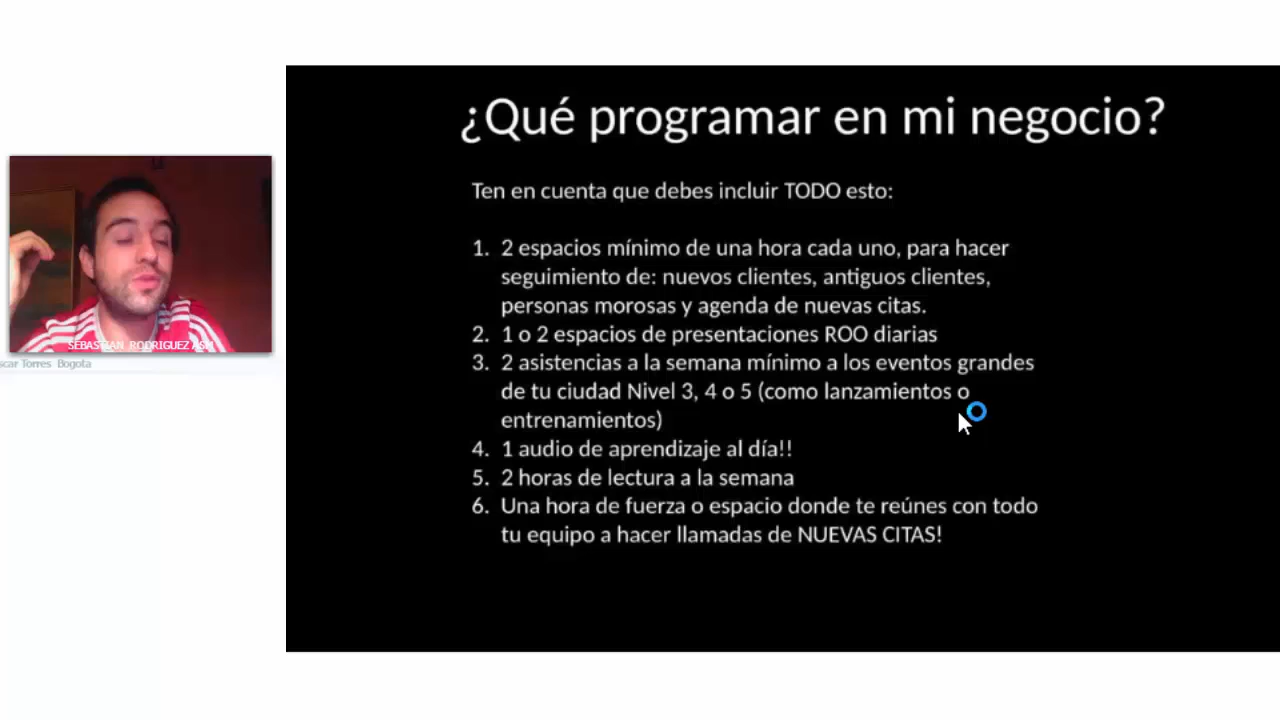 ¿Qué programar en mi negocio?
Ten en cuenta que debes incluir TODO esto:
1. 2 espacios mínimo de una hora cada uno, para hacer
seguimiento de: nuevos clientes, antiguos clientes,
personas morosas y agenda de nuevas citas.
2. 1 o 2 espacios de presentaciones ROO diarias
3. 2 asistencias a la semana mínimo a los eventos grandes
de tu ciudad Nivel 3, 4 o 5 (como lanzamientos o
entrenamientos)
4. 1 audio de aprendizaje al día!!
5. 2 horas de lectura a la semana
6. Una hora de fuerza o espacio donde te reúnes con todo
tu equipo a hacer llamadas de NUEVAS CITAS!
SEBASTIAN RODRIGUEZ
scar Torres Bogota